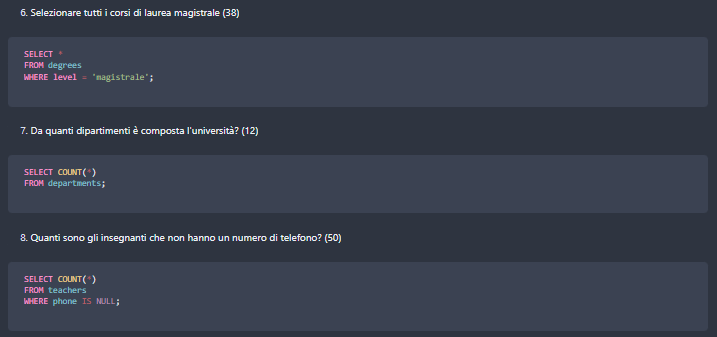 6. Selezionare tutti i corsi di laurea magistrale (38)
SELECT *
FROM degrees
WHERE level = 'magistrale';
7. Da quanti dipartimenti è composta l'università? (12)
SELECT COUNT(*)
FROM departments;
8. Quanti sono gli insegnanti che non hanno un numero di telefono? (50)
SELECT COUNT(*)
FROM teachers
WHERE phone IS NULL;